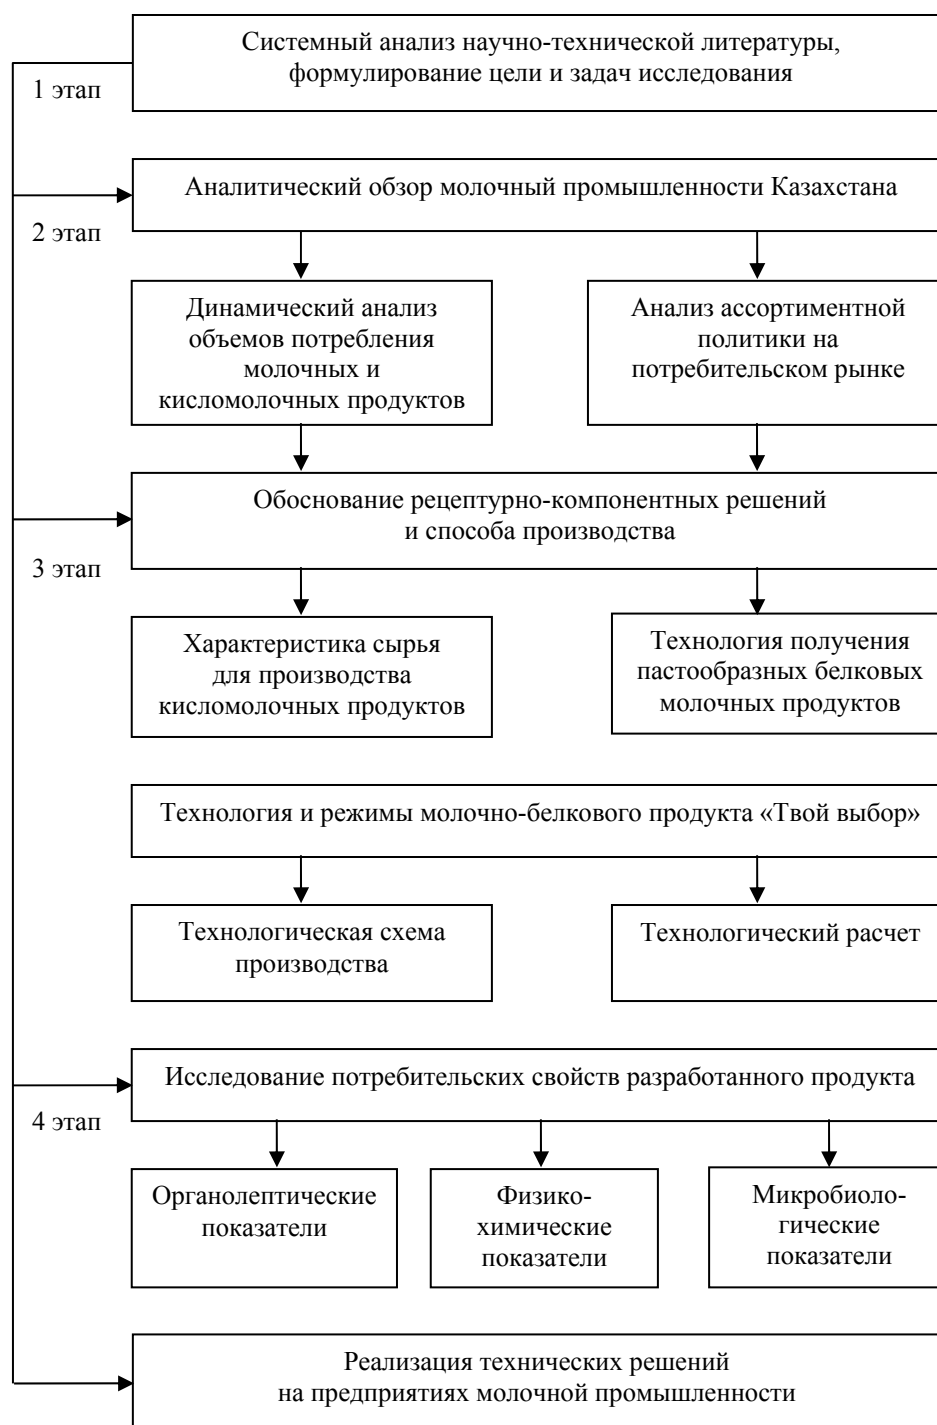 Системный анализ научно-технической литературы,
формулирование цели и задач исследования
1 этап
Аналитический обзор молочный промышленности Казахстана
2 этап
Динамический анализ
объемов потребления
молочных и
кисломолочных продуктов
Анализ ассортиментной
политики на
потребительском рынке
Обоснование рецептурно-компонентных решений
и способа производства
3 этап
Характеристика сырья
для производства
кисломолочных продуктов
Технология получения
пастообразных белковых
молочных продуктов
Технология и режимы молочно-белкового продукта «Твой выбор»
Технологическая схема
производства
Технологический расчет
Исследование потребительских свойств разработанного продукта
4 этап
Органолептические
показатели
Физико-
химические
показатели
Микробиоло-
гические
показатели
Реализация технических решений
на предприятиях молочной промышленности